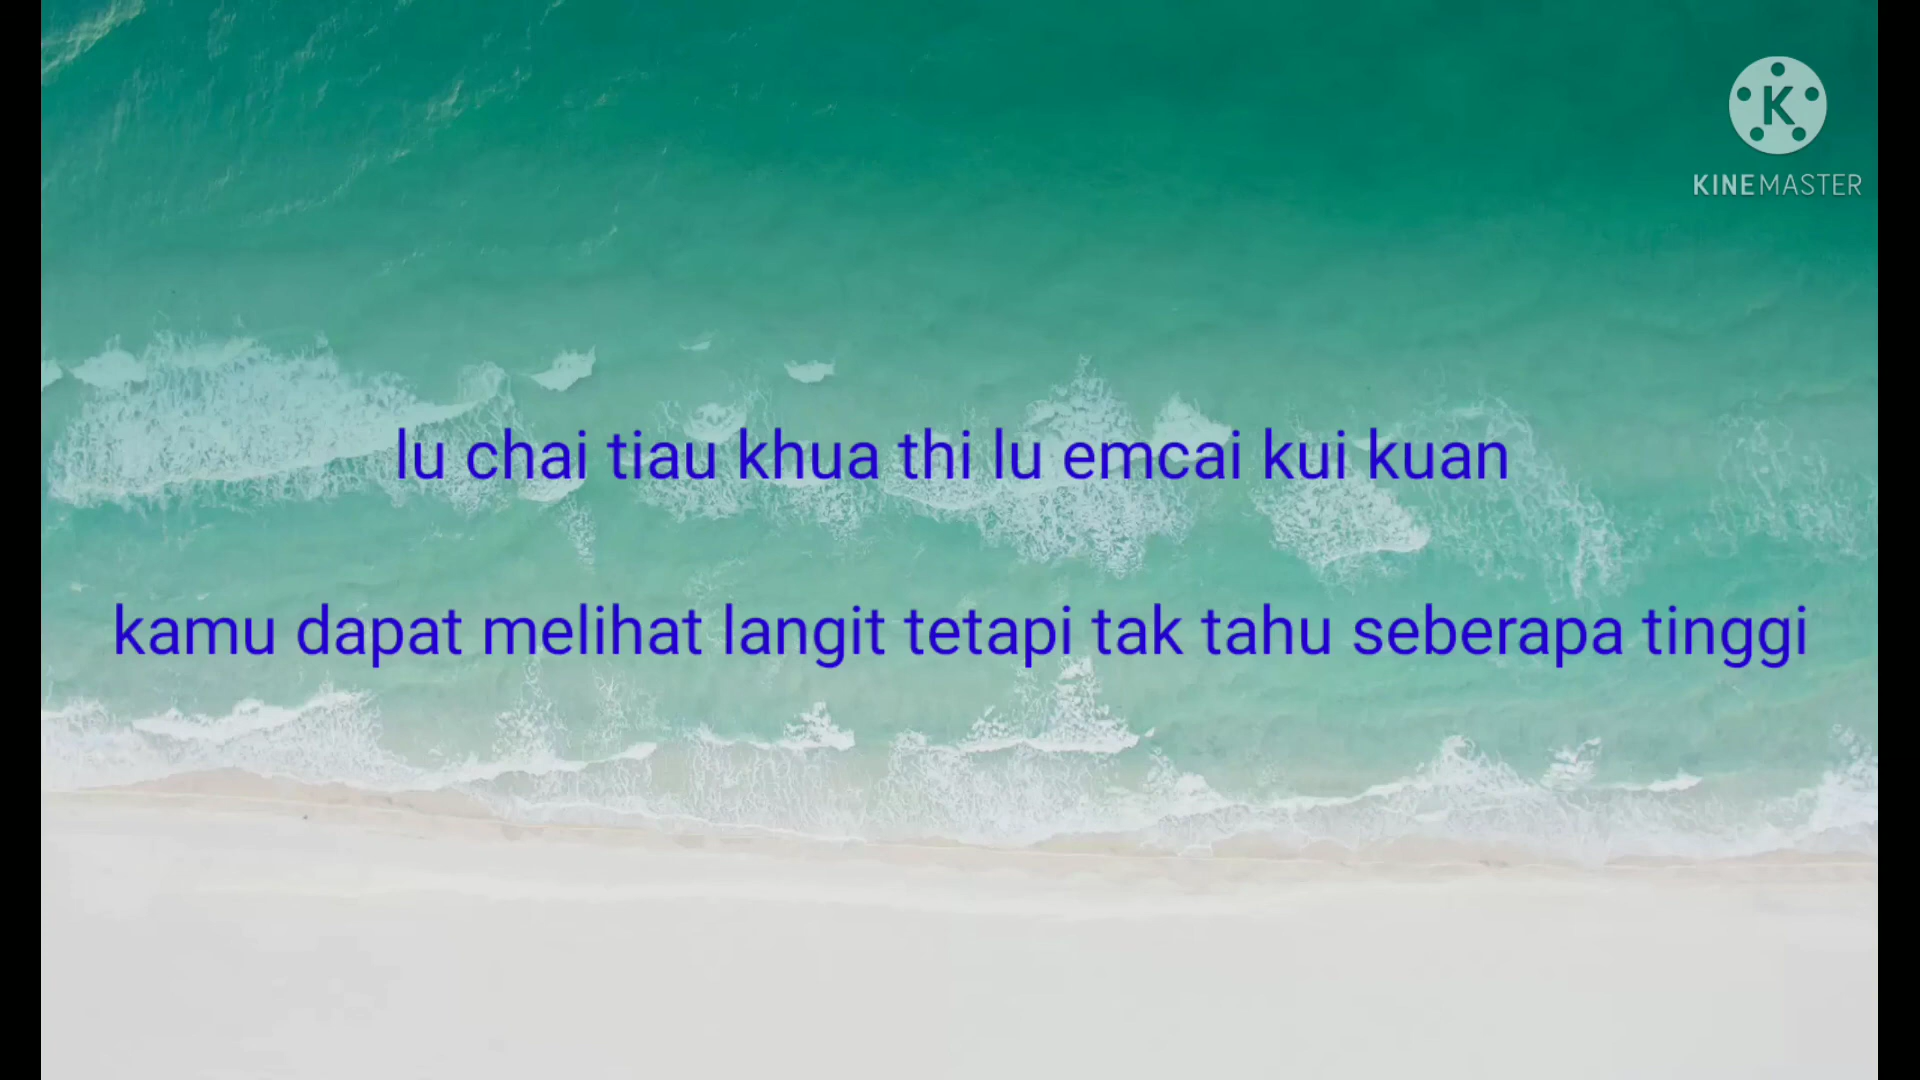 K
KINEMASTER
lu chai tiau khua thi lu emcai kui kuan
kamu dapat melihat langit tetapi tak tahu seberapa tinggi